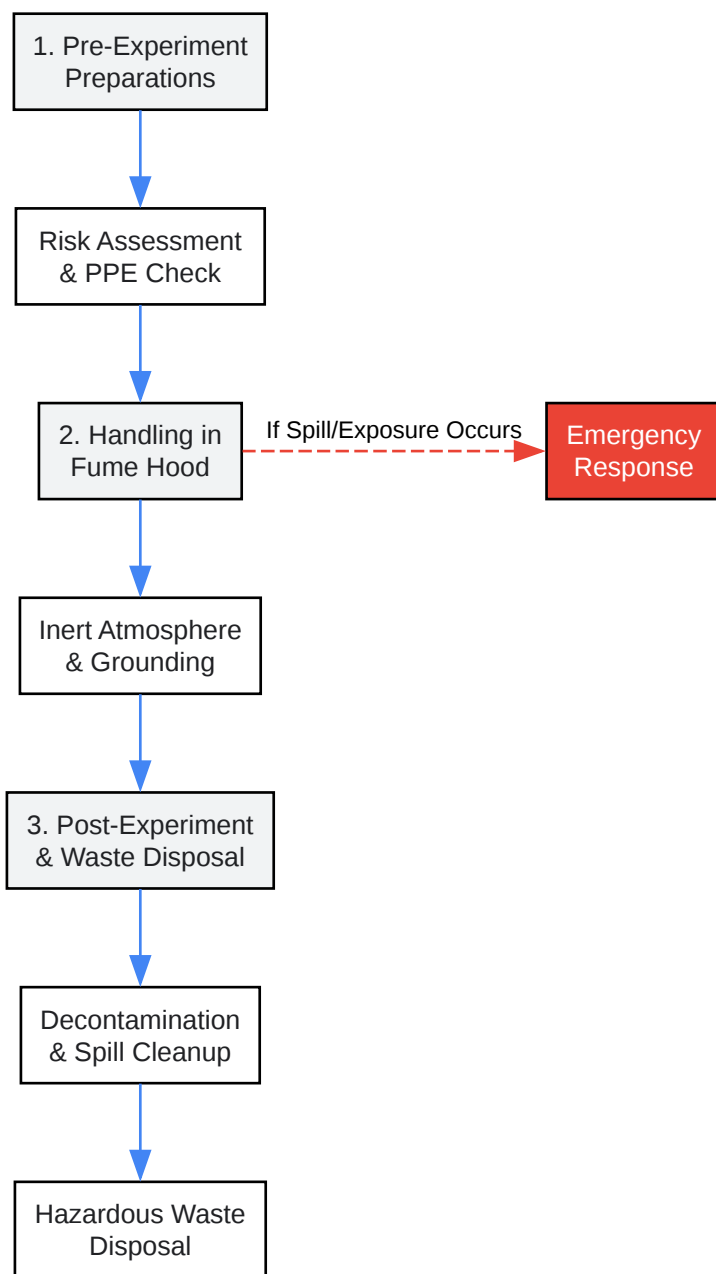 1. Pre-Experiment
Preparations
Risk Assessment
& PPE Check
2. Handling in
Fume Hood
If Spill/Exposure Occurs
Emergency
Response
Inert Atmosphere
& Grounding
3. Post-Experiment
& Waste Disposal
Decontamination
& Spill Cleanup
Hazardous Waste
Disposal